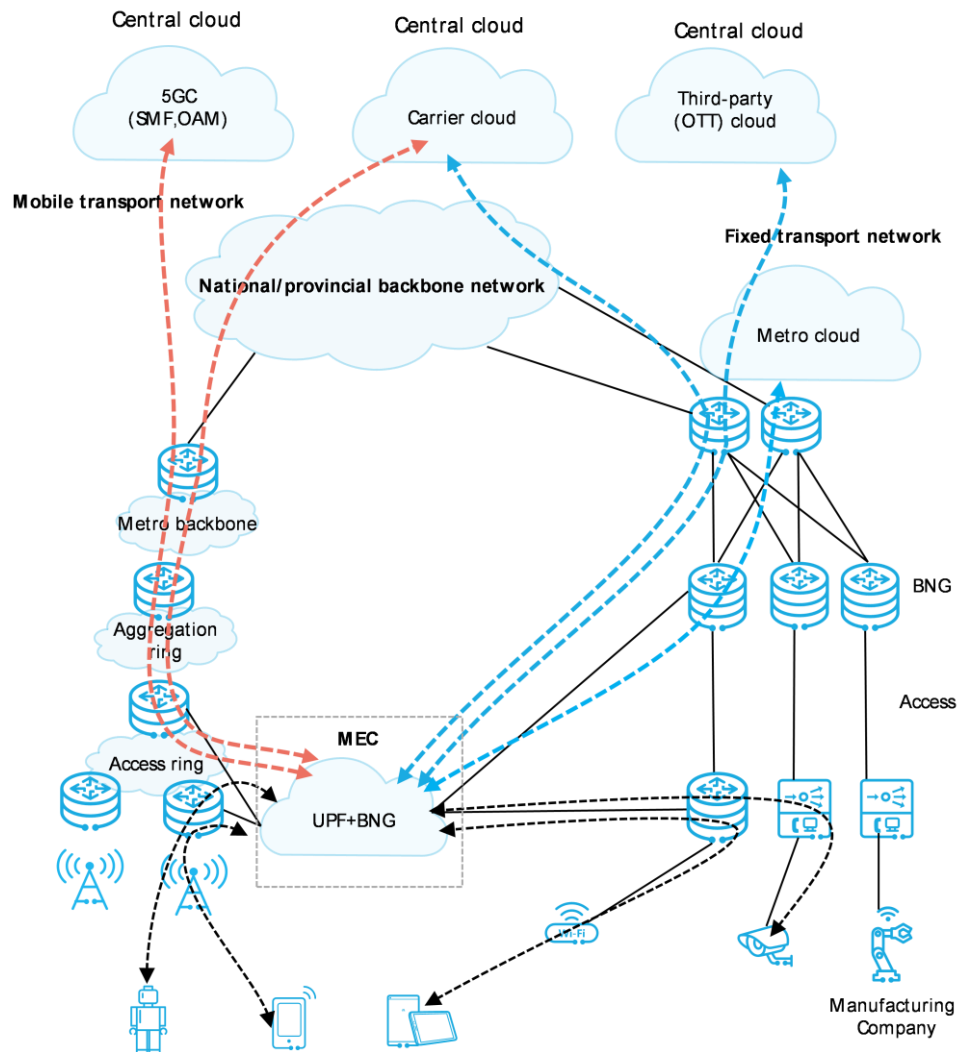 Central cloud
Central cloud
Central cloud
5GC
(SMF,OAM)
Carrier cloud
Third-party
(OTT) cloud
Mobile transport network
Fixed transport network
National/provincial backbone network
Metro cloud
Metro backbone
BNG
Aggregation
ring
Access
MEC
Access ring
UPF+BNG
Wi-Fi
Manufacturing
Company